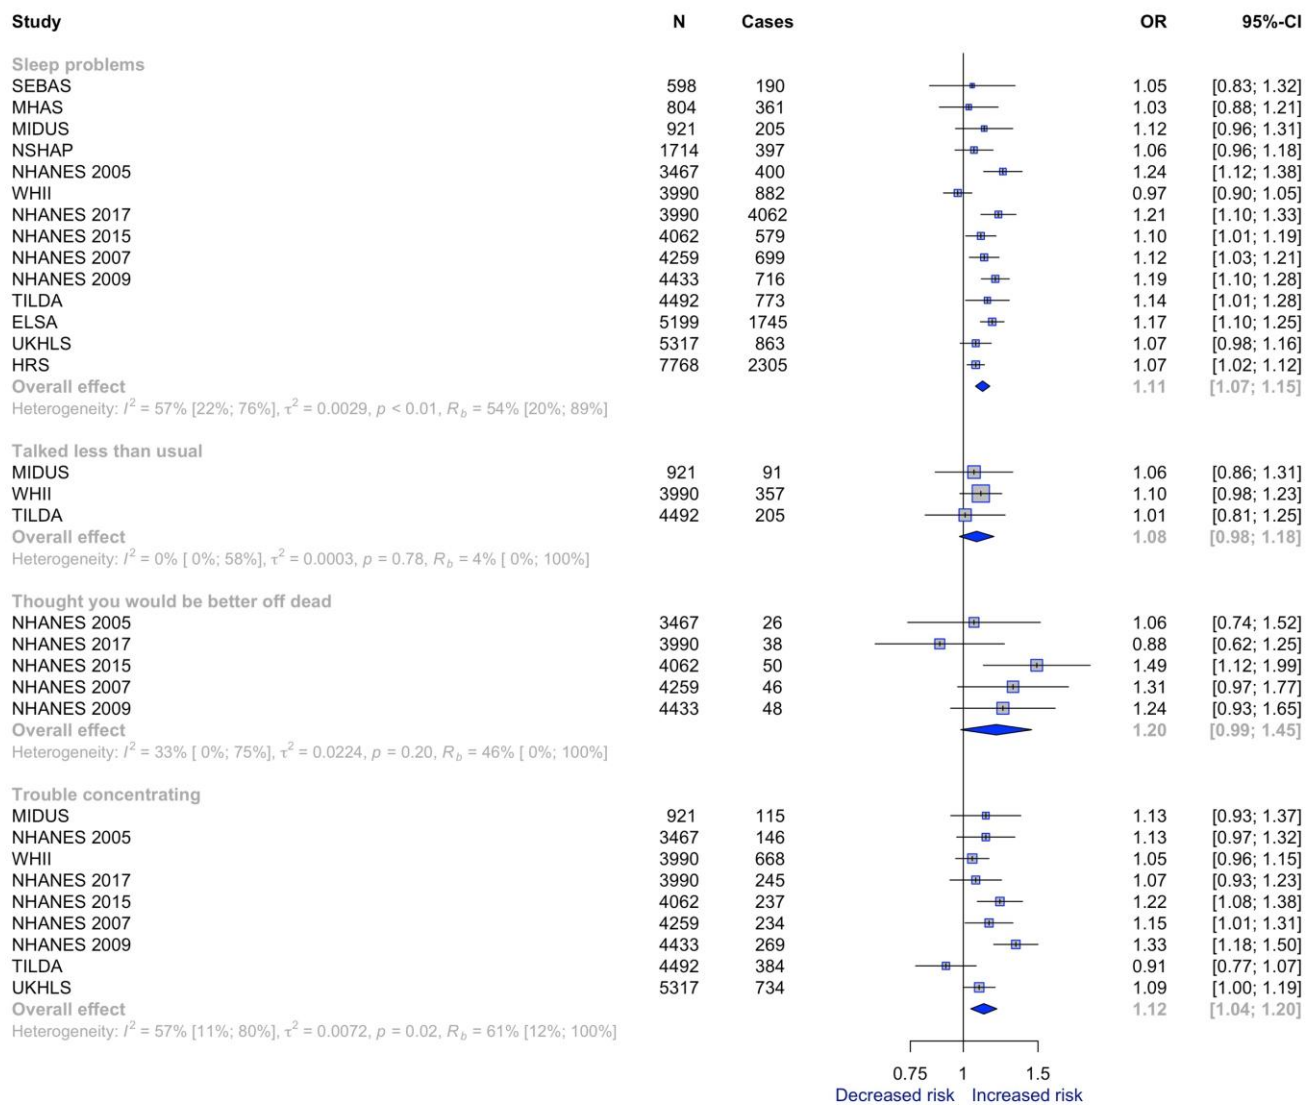 Study N Cases OR 95%-CI
Sleep problems
SEBAS 598 190 1.05 [0.83; 1.32]
MHAS 804 361 1.03 [0.88; 1.21]
MIDUS 921 205 1.12 [0.96; 1.31]
NSHAP 1714 397 1.06 [0.96; 1.18]
NHANES 2005 3467 400 1.24 [1.12; 1.38]
WHII 3990 882 0.97 [0.90; 1.05]
NHANES 2017 3990 4062 1.21 [1.10; 1.33]
NHANES 2015 4062 579 1.10 [1.01; 1.19]
NHANES 2007 4259 699 1.12 [1.03; 1.21]
NHANES 2009 4433 716 1.19 [1.10; 1.28]
TILDA 4492 773 1.14 [1.01; 1.28]
ELSA 5199 1745 1.17 [1.10; 1.25]
UKHLS 5317 863 1.07 [0.98; 1.16]
HRS 7768 2305 1.07 [1.02; 1.12]
Overall effect 1.11 [1.07; 1.15]
Heterogeneity: I² = 57% [22%; 76%], τ² = 0.0029, p < 0.01, R_b = 54% [20%; 89%]
Talked less than usual
MIDUS 921 91 1.06 [0.86; 1.31]
WHII 3990 357 1.10 [0.98; 1.23]
TILDA 4492 205 1.01 [0.81; 1.25]
Overall effect 1.08 [0.98; 1.18]
Heterogeneity: I² = 0% [ 0%; 58%], τ² = 0.0003, p = 0.78, R_b = 4% [ 0%; 100%]
Thought you would be better off dead
NHANES 2005 3467 26 1.06 [0.74; 1.52]
NHANES 2017 3990 38 0.88 [0.62; 1.25]
NHANES 2015 4062 50 1.49 [1.12; 1.99]
NHANES 2007 4259 46 1.31 [0.97; 1.77]
NHANES 2009 4433 48 1.24 [0.93; 1.65]
Overall effect 1.20 [0.99; 1.45]
Heterogeneity: I² = 33% [ 0%; 75%], τ² = 0.0224, p = 0.20, R_b = 46% [ 0%; 100%]
Trouble concentrating
MIDUS 921 115 1.13 [0.93; 1.37]
NHANES 2005 3467 146 1.13 [0.97; 1.32]
WHII 3990 668 1.05 [0.96; 1.15]
NHANES 2017 3990 245 1.07 [0.93; 1.23]
NHANES 2015 4062 237 1.22 [1.08; 1.38]
NHANES 2007 4259 234 1.15 [1.01; 1.31]
NHANES 2009 4433 269 1.33 [1.18; 1.50]
TILDA 4492 384 0.91 [0.77; 1.07]
UKHLS 5317 734 1.09 [1.00; 1.19]
Overall effect 1.12 [1.04; 1.20]
Heterogeneity: I² = 57% [11%; 80%], τ² = 0.0072, p = 0.02, R_b = 61% [12%; 100%]
0.75 1 1.5
Decreased risk Increased risk